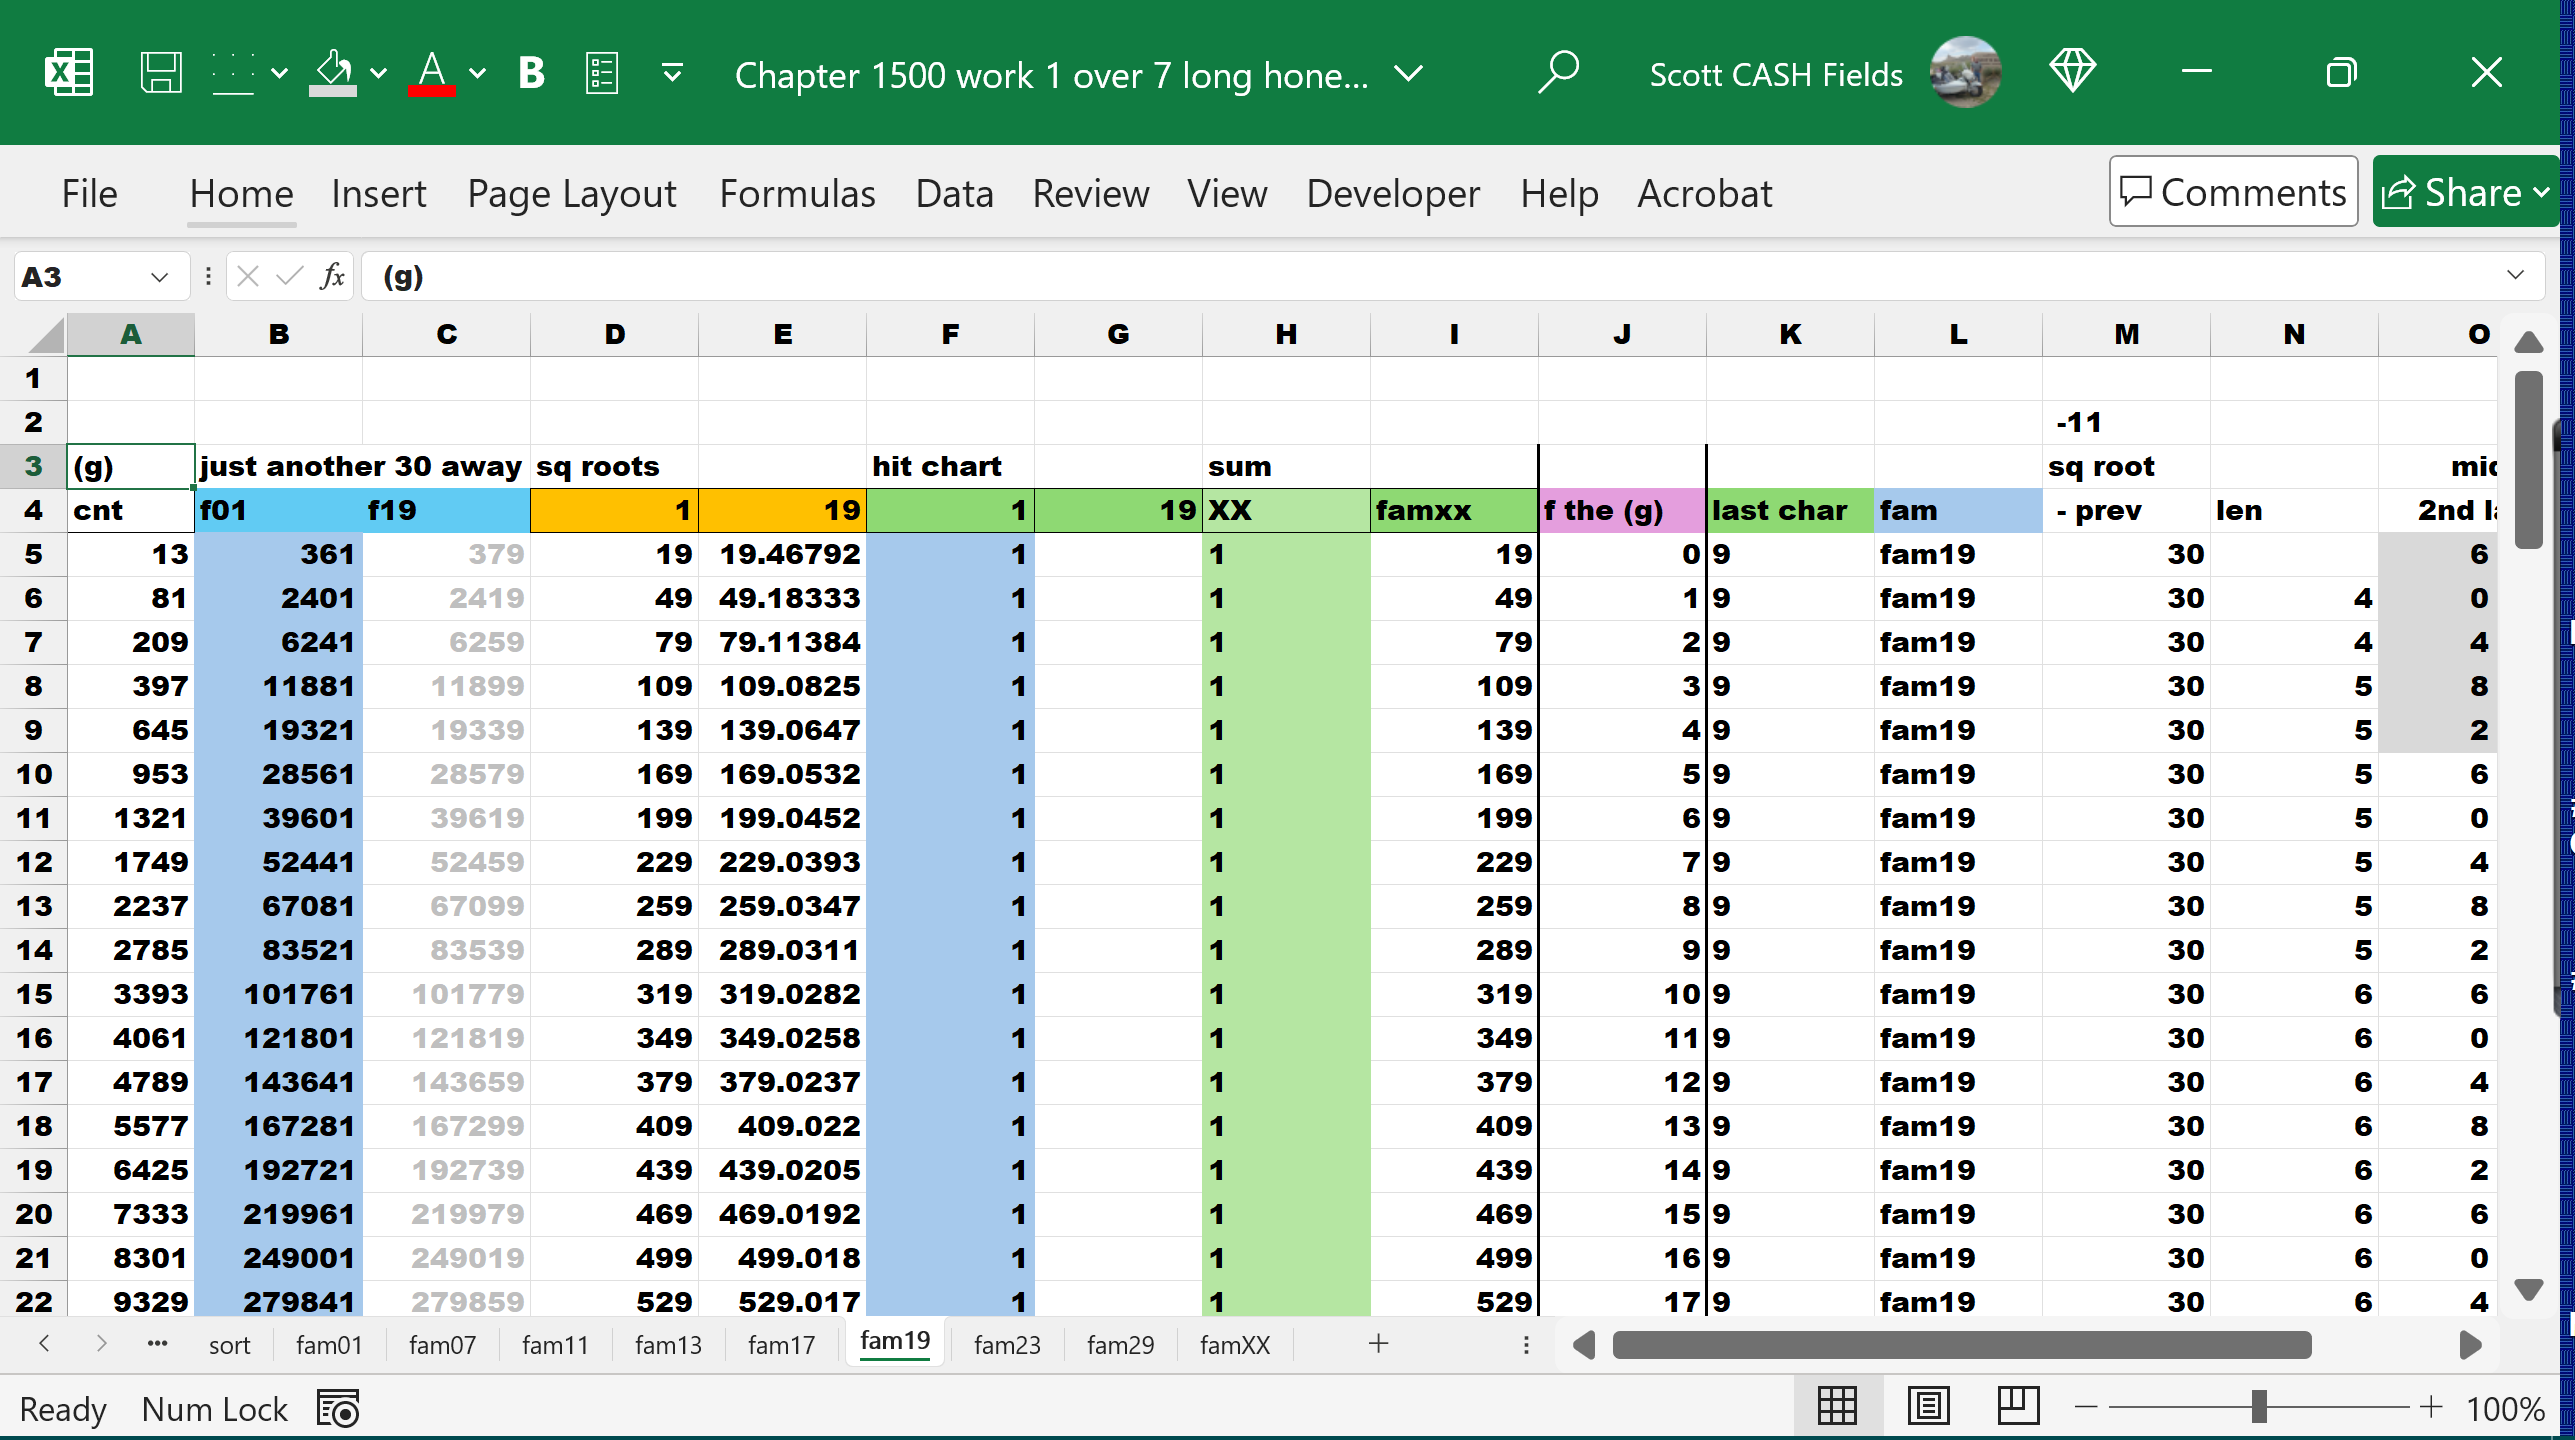 Chapter 1500 work 1 over 7 long hone... Scott CASH Fields
File Home Insert Page Layout Formulas Data Review View Developer Help Acrobat Comments Share
A3 fx (g)
A B C D E F G H I J K L M N O
1
2 -11
3 (g) just another 30 away sq roots hit chart sum sq root
4 cnt f01 f19 1 19 1 19 XX famxx f the (g) last char fam - prev len 2nd
5 13 361 379 19 19.46792 1 1 19 0 9 fam19 30 6
6 81 2401 2419 49 49.18333 1 1 49 1 9 fam19 30 4 0
7 209 6241 6259 79 79.11384 1 1 79 2 9 fam19 30 4 4
8 397 11881 11899 109 109.0825 1 1 109 3 9 fam19 30 5 8
9 645 19321 19339 139 139.0647 1 1 139 4 9 fam19 30 5 2
10 953 28561 28579 169 169.0532 1 1 169 5 9 fam19 30 5 6
11 1321 39601 39619 199 199.0452 1 1 199 6 9 fam19 30 5 0
12 1749 52441 52459 229 229.0393 1 1 229 7 9 fam19 30 5 4
13 2237 67081 67099 259 259.0347 1 1 259 8 9 fam19 30 5 8
14 2785 83521 83539 289 289.0311 1 1 289 9 9 fam19 30 5 2
15 3393 101761 101779 319 319.0282 1 1 319 10 9 fam19 30 6 6
16 4061 121801 121819 349 349.0258 1 1 349 11 9 fam19 30 6 0
17 4789 143641 143659 379 379.0237 1 1 379 12 9 fam19 30 6 4
18 5577 167281 167299 409 409.022 1 1 409 13 9 fam19 30 6 8
19 6425 192721 192739 439 439.0205 1 1 439 14 9 fam19 30 6 2
20 7333 219961 219979 469 469.0192 1 1 469 15 9 fam19 30 6 6
21 8301 249001 249019 499 499.018 1 1 499 16 9 fam19 30 6 0
22 9329 279841 279859 529 529.017 1 1 529 17 9 fam19 30 6 4
... sort fam01 fam07 fam11 fam13 fam17 fam19 fam23 fam29 famXX
Ready Num Lock 100%